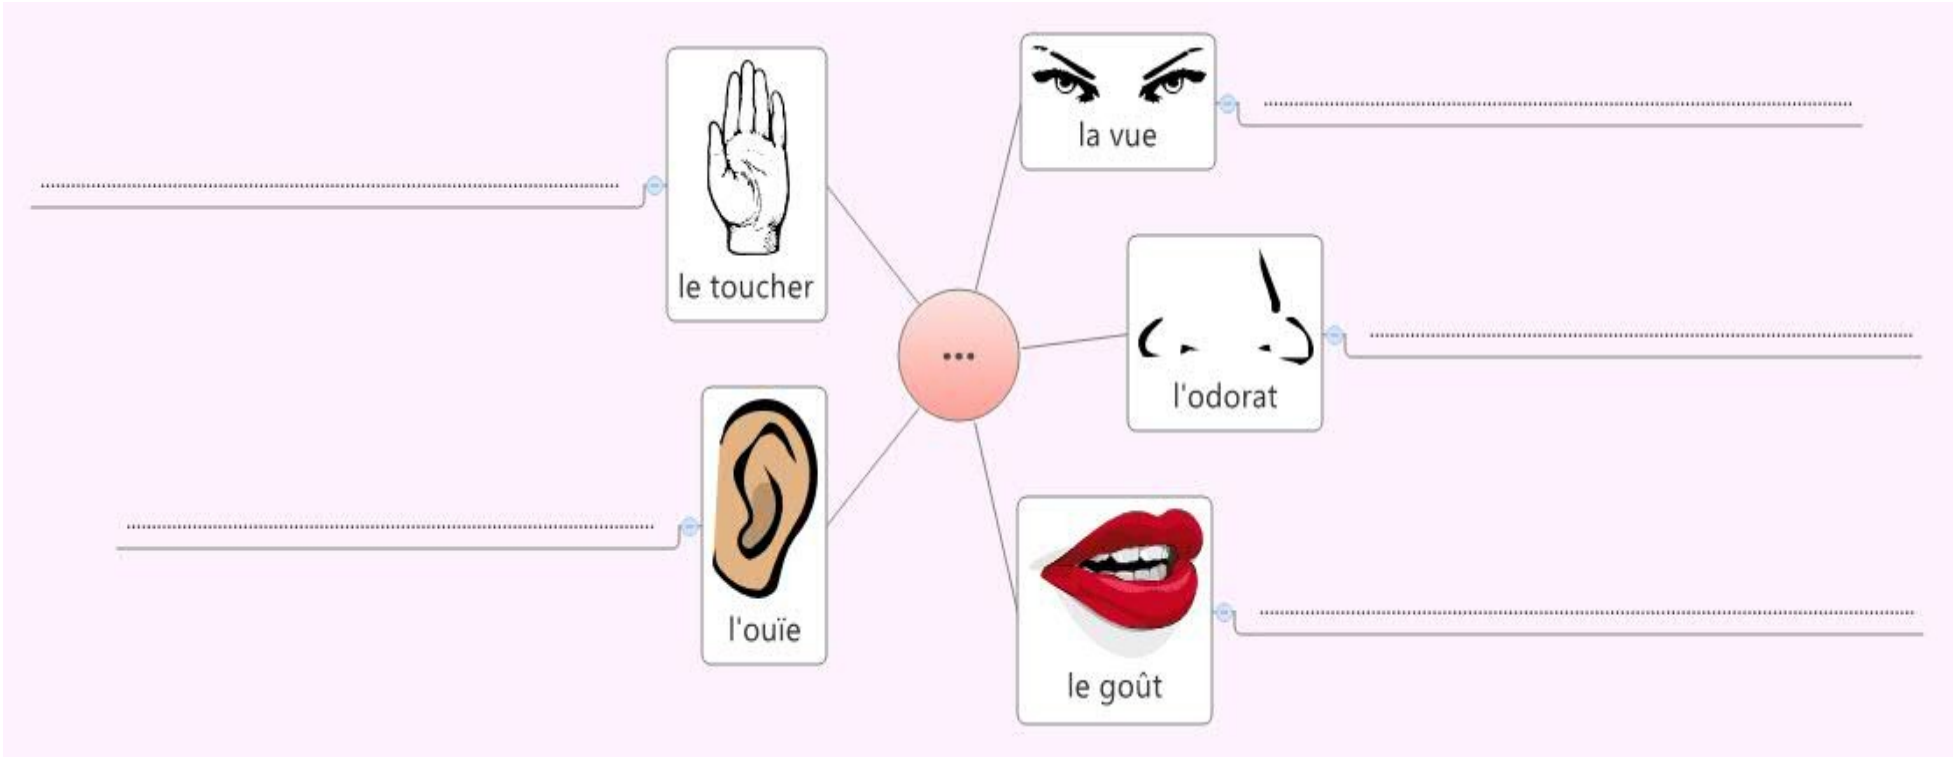 la vue
le toucher
...
l'odorat
l'ouïe
le goût